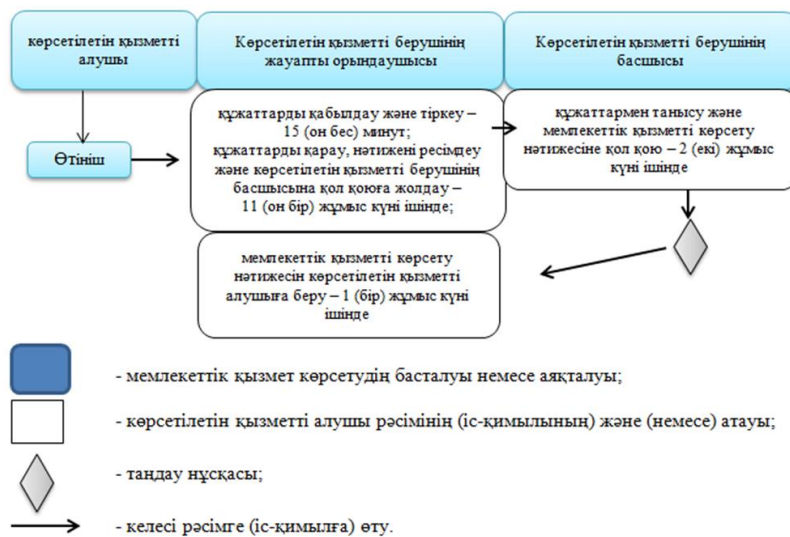 көрсетілетін қызметті
алушы
Көрсетілетін қызметті берушінің
жауапты орындаушысы
Көрсетілетін қызметті берушінің
басшысы
Өтініш
құжаттарды қабылдау және тіркеу –
15 (он бес) минут;
құжаттарды қарау, нәтижені ресімдеу
және көрсетілетін қызметті берушінің
басшысына қол қоюға жолдау –
11 (он бір) жұмыс күні ішінде;
құжаттармен танысу және
мемлекеттік қызметті көрсету
нәтижесіне қол қою – 2 (екі) жұмыс
күні ішінде
мемлекеттік қызметті көрсету
нәтижесін көрсетілетін қызметті
алушыға беру – 1 (бір) жұмыс күні
ішінде
- мемлекеттік қызмет көрсетудің басталуы немесе аяқталуы;
- көрсетілетін қызметті алушы рәсімінің (іс-қимылының) және (немесе) атауы;
- таңдау нұсқасы;
- келесі рәсімге (іс-қимылға) өту.